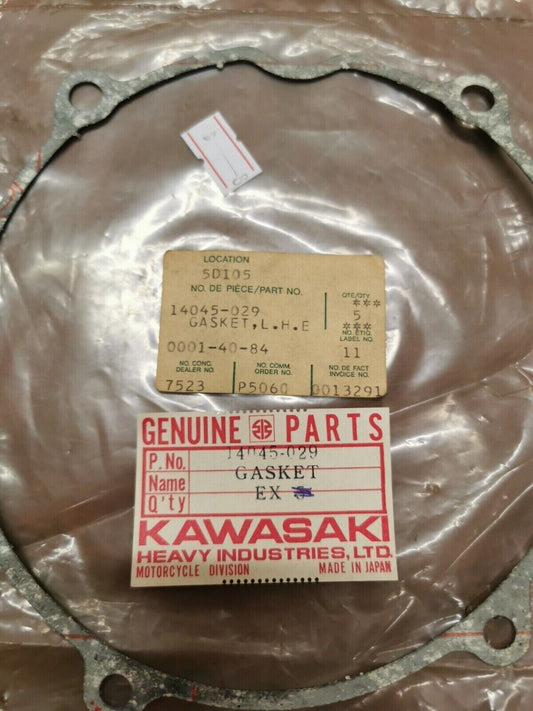 LOCATION
5D105
NO. DE PIÈCE/PART NO.
14045-029
GASKET, L.H.E
QTE/QTY
***
5
***
NO. ETIQ.
LABEL NO.
0001-40-84
11
NO. CONC.
DEALER NO.
NO. COMM.
ORDER NO.
NO. DE FACT
INVOICE NO.
7523
P5060
0013291
GENUINE PARTS
P. No. 14045-029
Name GASKET
Q'ty EX
KAWASAKI
HEAVY INDUSTRIES, LTD.
MOTORCYCLE DIVISION MADE IN JAPAN